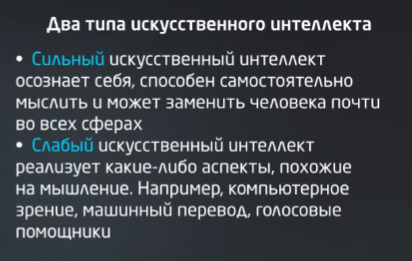 Два типа искусственного интеллекта
• Сильный искусственный интеллект
осознает себя, способен самостоятельно
мыслить и может заменить человека почти
во всех сферах
• Слабый искусственный интеллект
реализует какие-либо аспекты, похожие
на мышление. Например, компьютерное
зрение, машинный перевод, голосовые
помощники